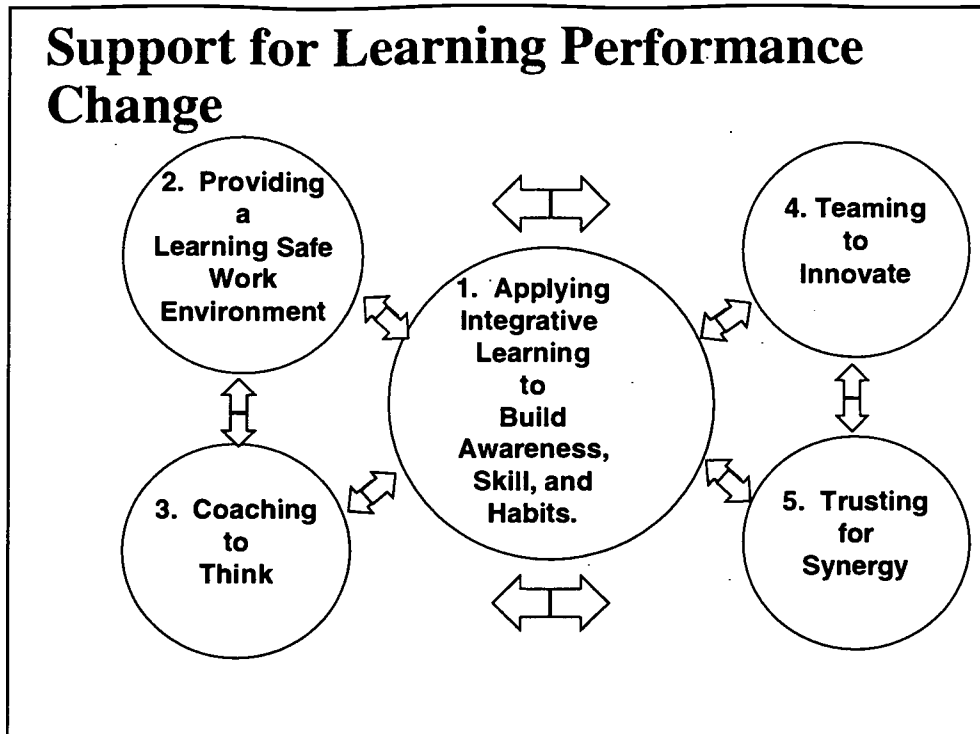 Support for Learning Performance
Change
2. Providing
a
Learning Safe
Work
Environment
1. Applying
Integrative
Learning
to
Build
Awareness,
Skill, and
Habits.
3. Coaching
to
Think
4. Teaming
to
Innovate
5. Trusting
for
Synergy